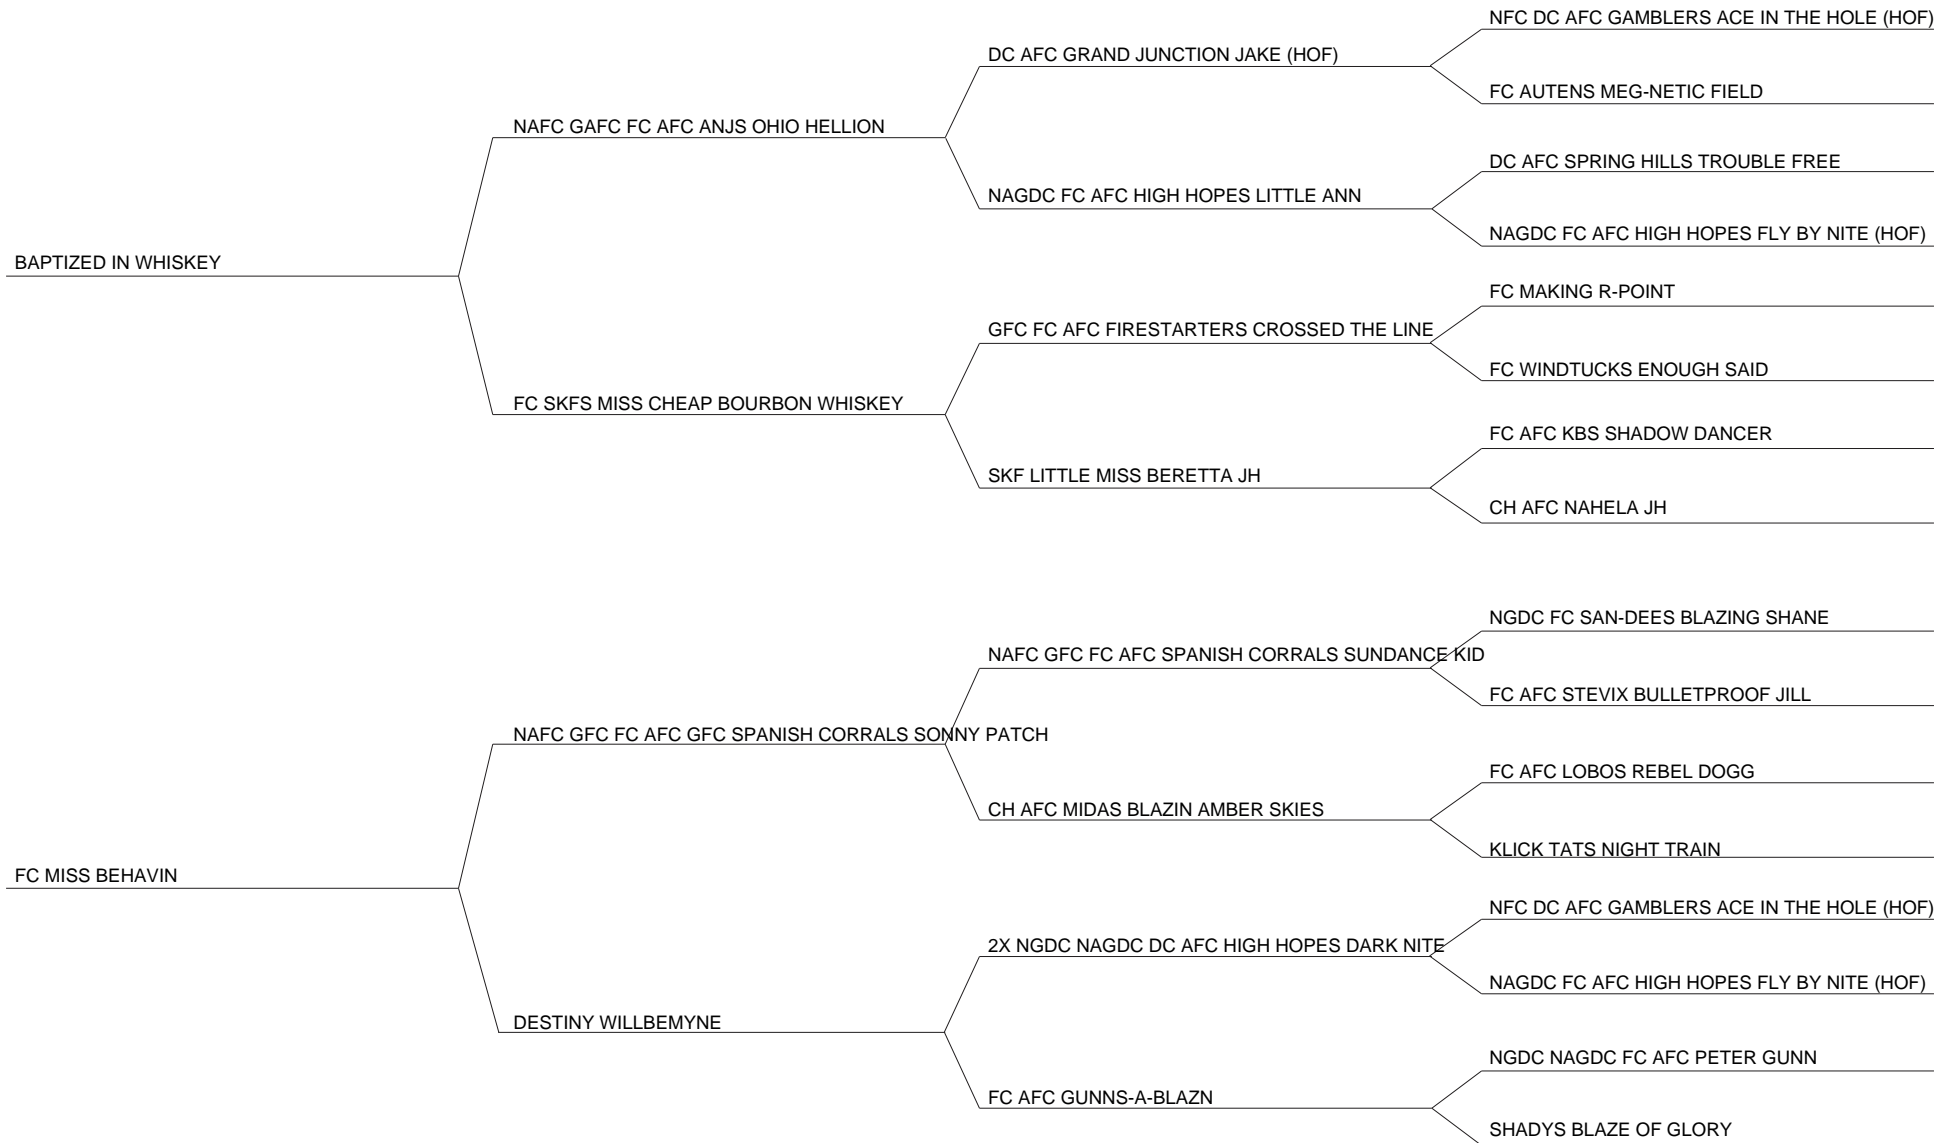 NFC DC AFC GAMBLERS ACE IN THE HOLE (HOF)
DC AFC GRAND JUNCTION JAKE (HOF)
FC AUTENS MEG-NETIC FIELD
NAFC GAFC FC AFC ANJS OHIO HELLION
DC AFC SPRING HILLS TROUBLE FREE
NAGDC FC AFC HIGH HOPES LITTLE ANN
NAGDC FC AFC HIGH HOPES FLY BY NITE (HOF)
BAPTIZED IN WHISKEY
FC MAKING R-POINT
GFC FC AFC FIRESTARTERS CROSSED THE LINE
FC WINDTUCKS ENOUGH SAID
FC SKFS MISS CHEAP BOURBON WHISKEY
FC AFC KBS SHADOW DANCER
SKF LITTLE MISS BERETTA JH
CH AFC NAHELA JH
NGDC FC SAN-DEES BLAZING SHANE
NAFC GFC FC AFC SPANISH CORRALS SUNDANCE KID
FC AFC STEVIX BULLETPROOF JILL
NAFC GFC FC AFC GFC SPANISH CORRALS SONNY PATCH
FC AFC LOBOS REBEL DOGG
CH AFC MIDAS BLAZIN AMBER SKIES
KLICK TATS NIGHT TRAIN
FC MISS BEHAVIN
NFC DC AFC GAMBLERS ACE IN THE HOLE (HOF)
2X NGDC NAGDC DC AFC HIGH HOPES DARK NITE
NAGDC FC AFC HIGH HOPES FLY BY NITE (HOF)
DESTINY WILLBEMYNE
NGDC NAGDC FC AFC PETER GUNN
FC AFC GUNNS-A-BLAZN
SHADYS BLAZE OF GLORY